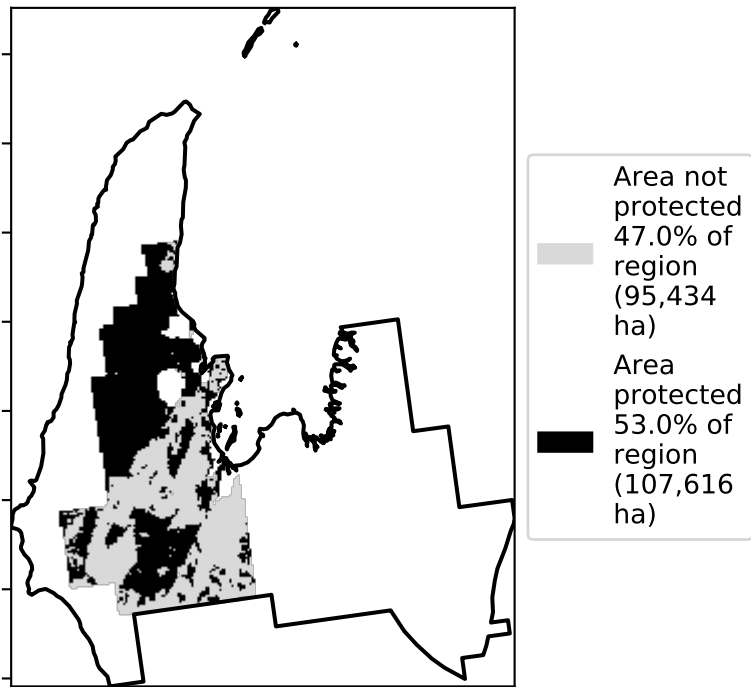 Area not
protected
47.0% of
region
(95,434
ha)
Area
protected
53.0% of
region
(107,616
ha)